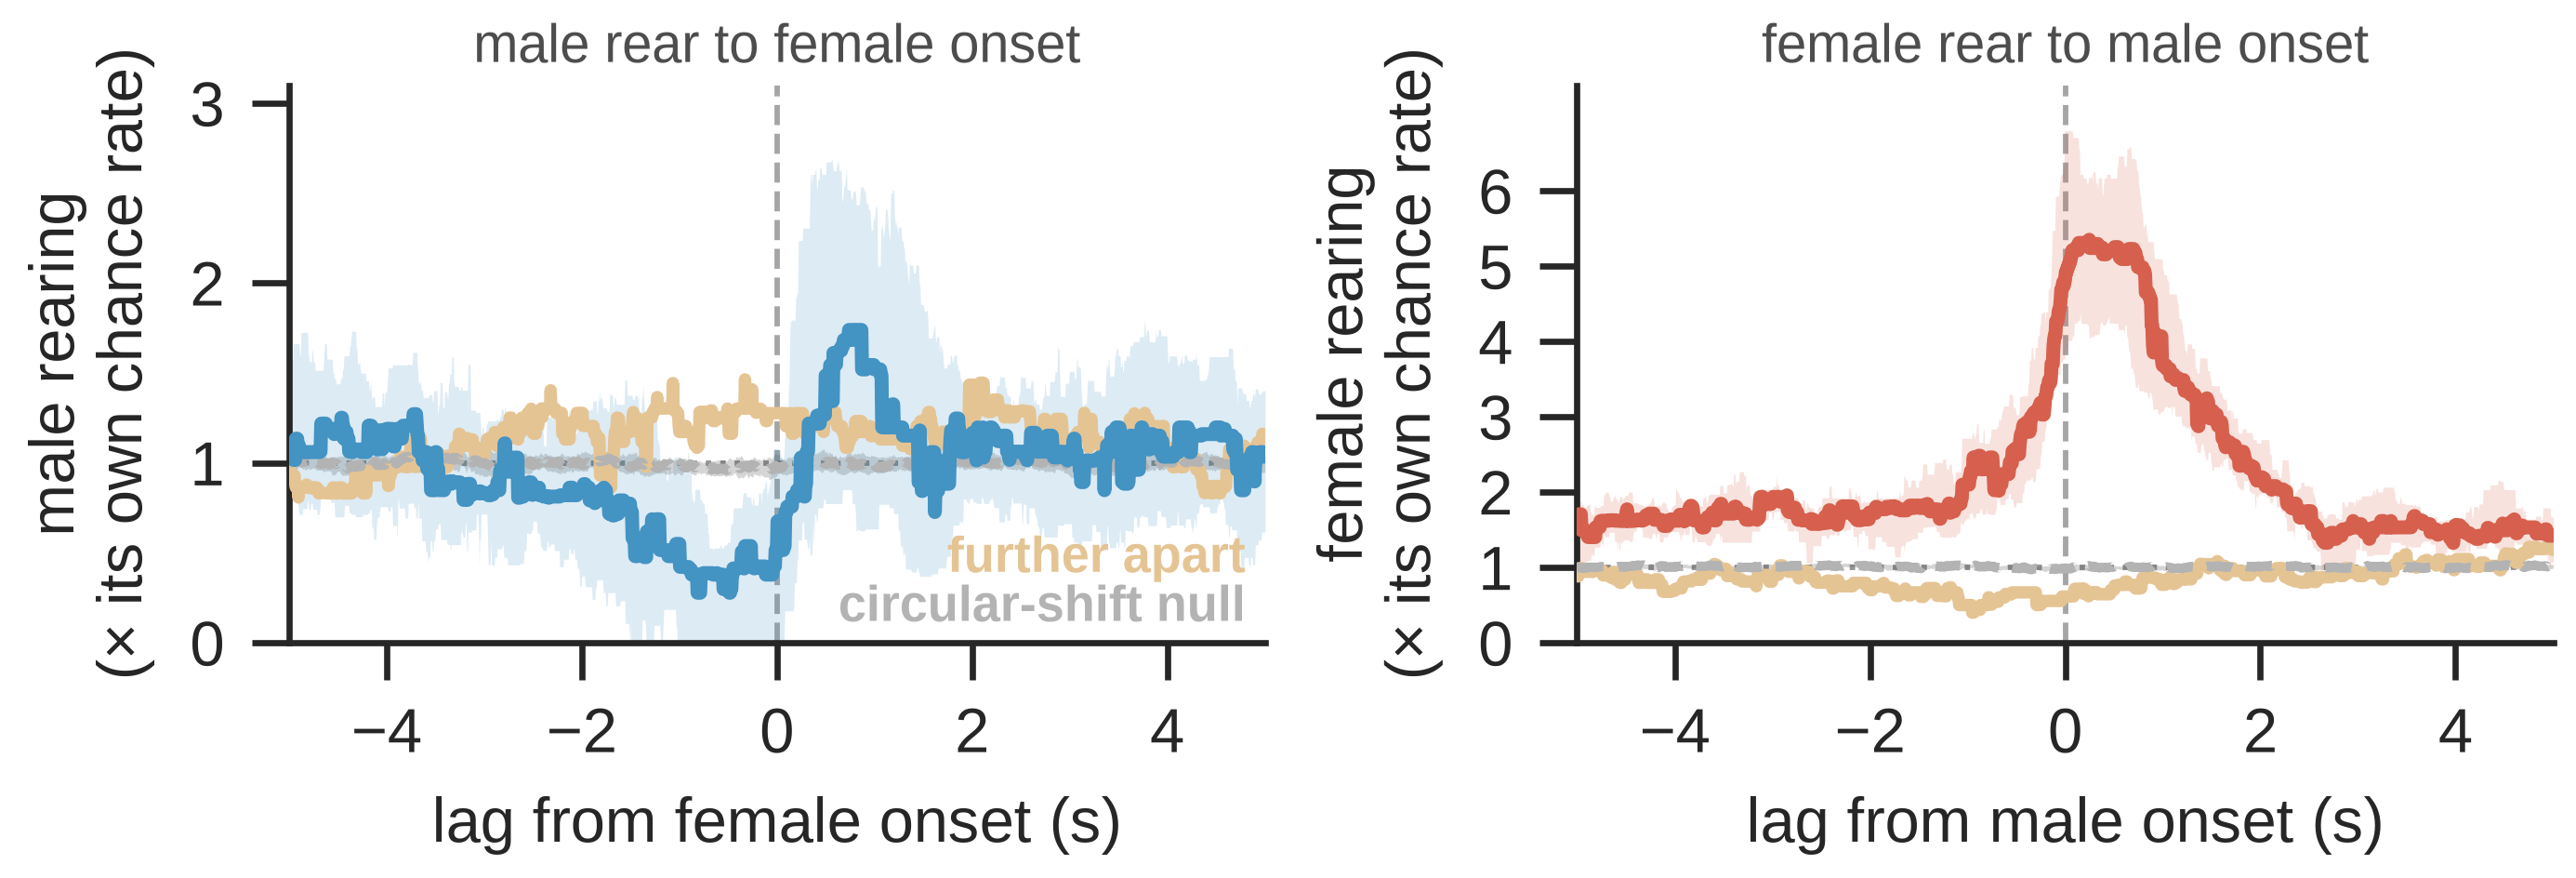 male rear to female onset
male rearing
(× its own chance rate)
3
2
1
0
further apart
circular-shift null
−4
−2
0
2
4
lag from female onset (s)
female rear to male onset
female rearing
(× its own chance rate)
6
5
4
3
2
1
0
−4
−2
0
2
4
lag from male onset (s)